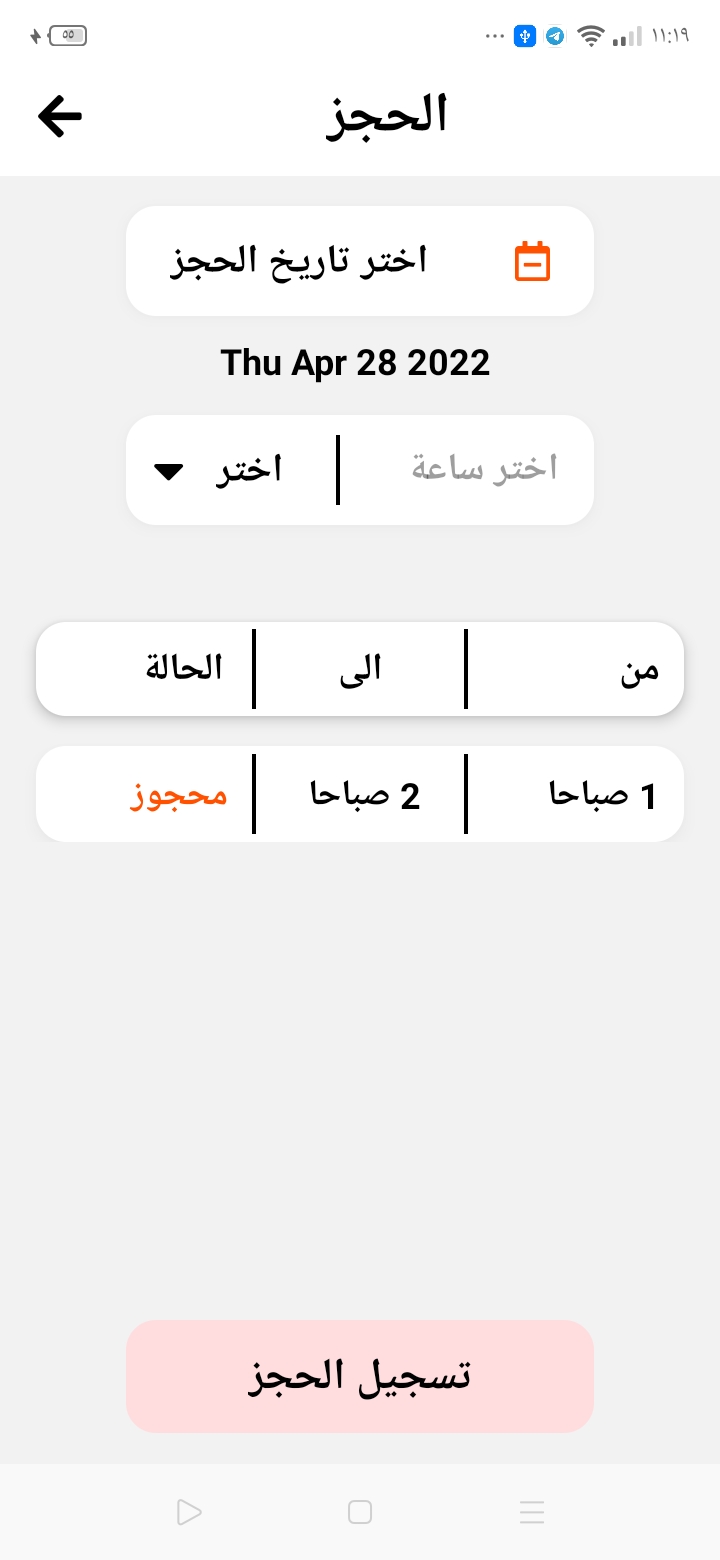 ١١:١٩
٥٥
الحجز
اختر تاريخ الحجز
Thu Apr 28 2022
اختر ساعة اختر
من الى الحالة
1 صباحا 2 صباحا محجوز
تسجيل الحجز